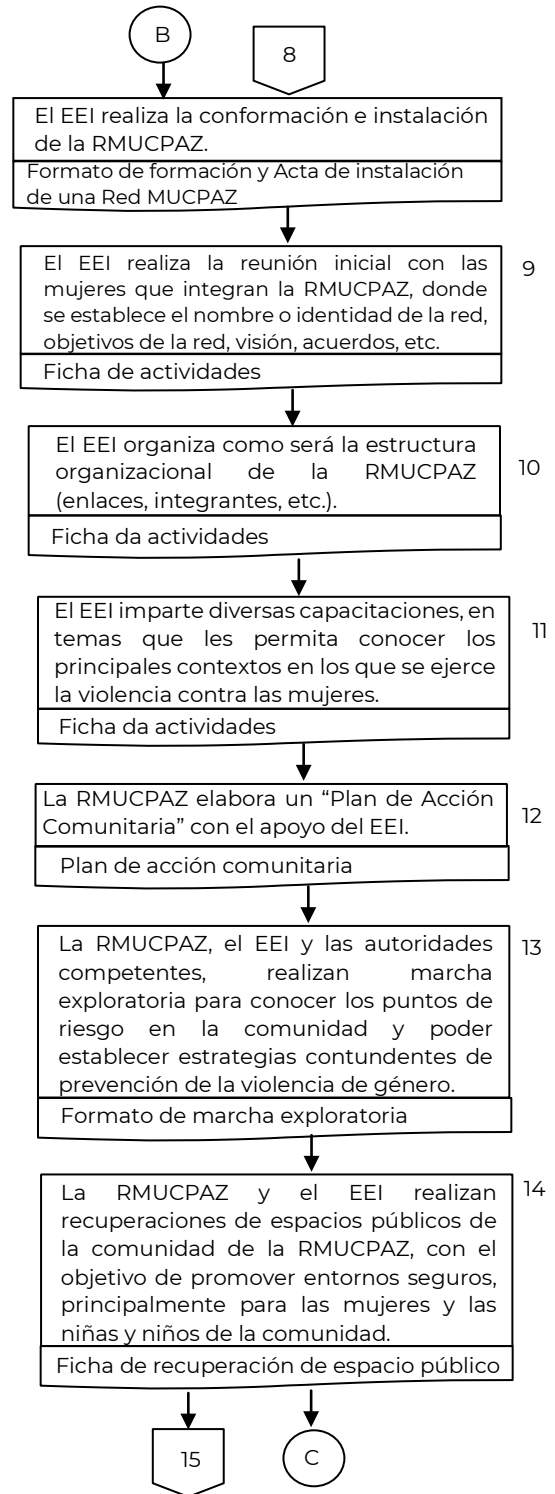 B
8
El EEI realiza la conformación e instalación
de la RMUCPAZ.
Formato de formación y Acta de instalación
de una Red MUCPAZ
El EEI realiza la reunión inicial con las
mujeres que integran la RMUCPAZ, donde
se establece el nombre o identidad de la red,
objetivos de la red, visión, acuerdos, etc.
9
Ficha de actividades
El EEI organiza como será la estructura
organizacional de la RMUCPAZ
(enlaces, integrantes, etc.).
10
Ficha da actividades
El EEI imparte diversas capacitaciones, en
temas que les permita conocer los
principales contextos en los que se ejerce
la violencia contra las mujeres.
11
Ficha da actividades
La RMUCPAZ elabora un “Plan de Acción
Comunitaria” con el apoyo del EEI.
12
Plan de acción comunitaria
La RMUCPAZ, el EEI y las autoridades
competentes, realizan marcha
exploratoria para conocer los puntos de
riesgo en la comunidad y poder
establecer estrategias contundentes de
prevención de la violencia de género.
13
Formato de marcha exploratoria
La RMUCPAZ y el EEI realizan
recuperaciones de espacios públicos de
la comunidad de la RMUCPAZ, con el
objetivo de promover entornos seguros,
principalmente para las mujeres y las
niñas y niños de la comunidad.
14
Ficha de recuperación de espacio público
15
C